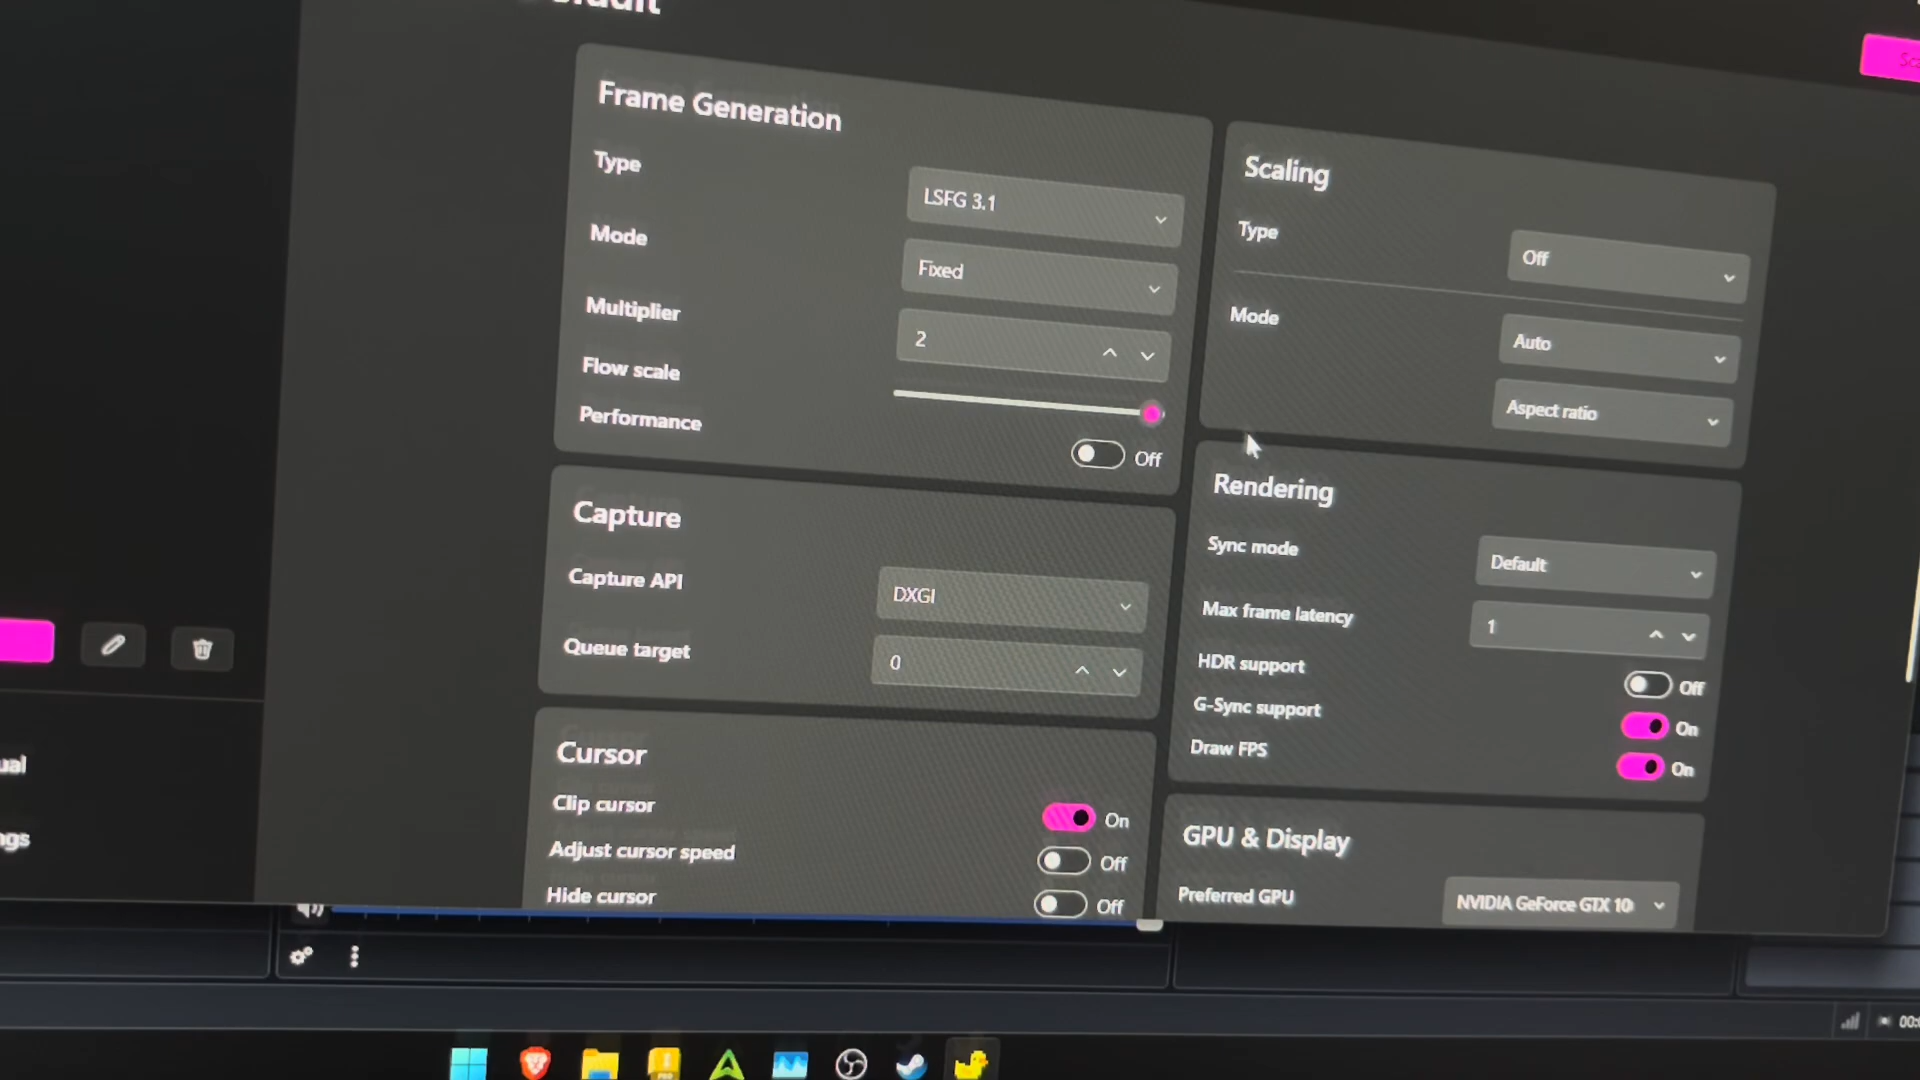 Frame Generation
Type
LSFG 3.1
Mode
Fixed
Multiplier
2
Flow scale
Performance
Off
Capture
Capture API
DXGI
Queue target
0
Cursor
Clip cursor
On
Adjust cursor speed
Off
Hide cursor
Off
Scaling
Type
Off
Mode
Auto
Aspect ratio
Rendering
Sync mode
Default
Max frame latency
1
HDR support
Off
G-Sync support
On
Draw FPS
On
GPU & Display
Preferred GPU
NVIDIA GeForce GTX 10